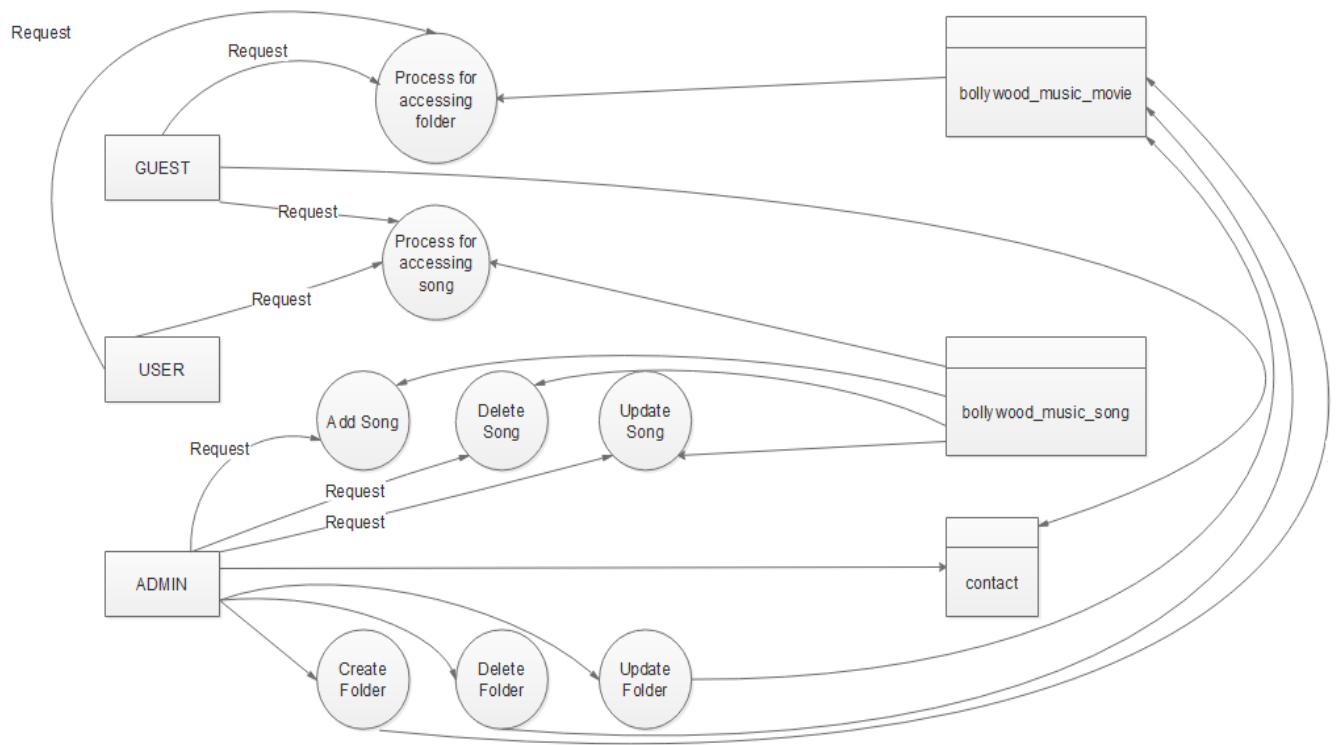 Request
Request
Process for
accessing
folder
bollywood_music_movie
GUEST
Request
Process for
accessing
song
Request
USER
Add Song
Delete
Song
Update
Song
bollywood_music_song
Request
Request
Request
ADMIN
contact
Create
Folder
Delete
Folder
Update
Folder